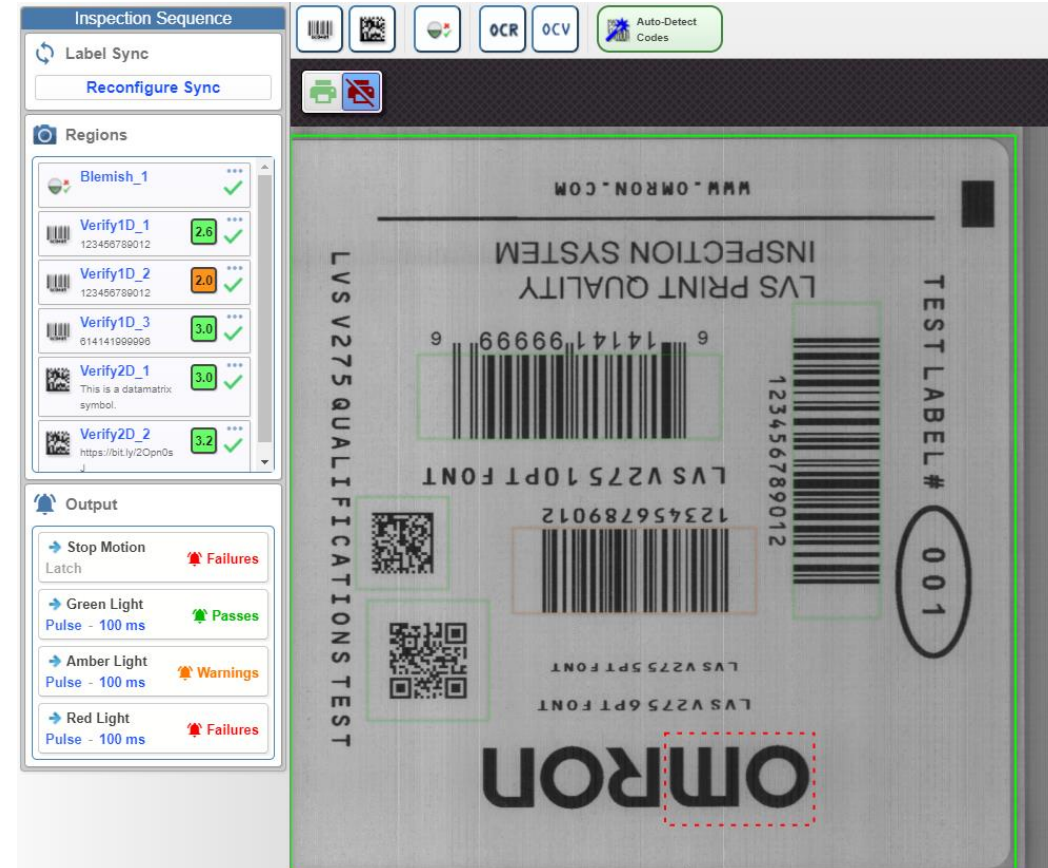 Inspection Sequence
Label Sync
Reconfigure Sync
Regions
Blemish_1
Verify1D_1
2.6
123456789012
Verify1D_2
2.0
123456789012
Verify1D_3
3.0
614141999996
Verify2D_1
3.0
This is a datamatrix
symbol.
Verify2D_2
3.2
https://bit.ly/2Opn0s
J
Output
Stop Motion
Latch
Failures
Green Light
Pulse - 100 ms
Passes
Amber Light
Pulse - 100 ms
Warnings
Red Light
Pulse - 100 ms
Failures
OCR
OCV
Auto-Detect
Codes
WWW.OMRON.COM
LVS PRINT QUALITY
INSPECTION SYSTEM
6 14141 99999 6
LVS V275 10PT FONT
123456789012
LVS V275 5PT FONT
LVS V275 6PT FONT
OMRON
LVS V275 QUALIFICATIONS TEST
123456789012
TEST LABEL #
001